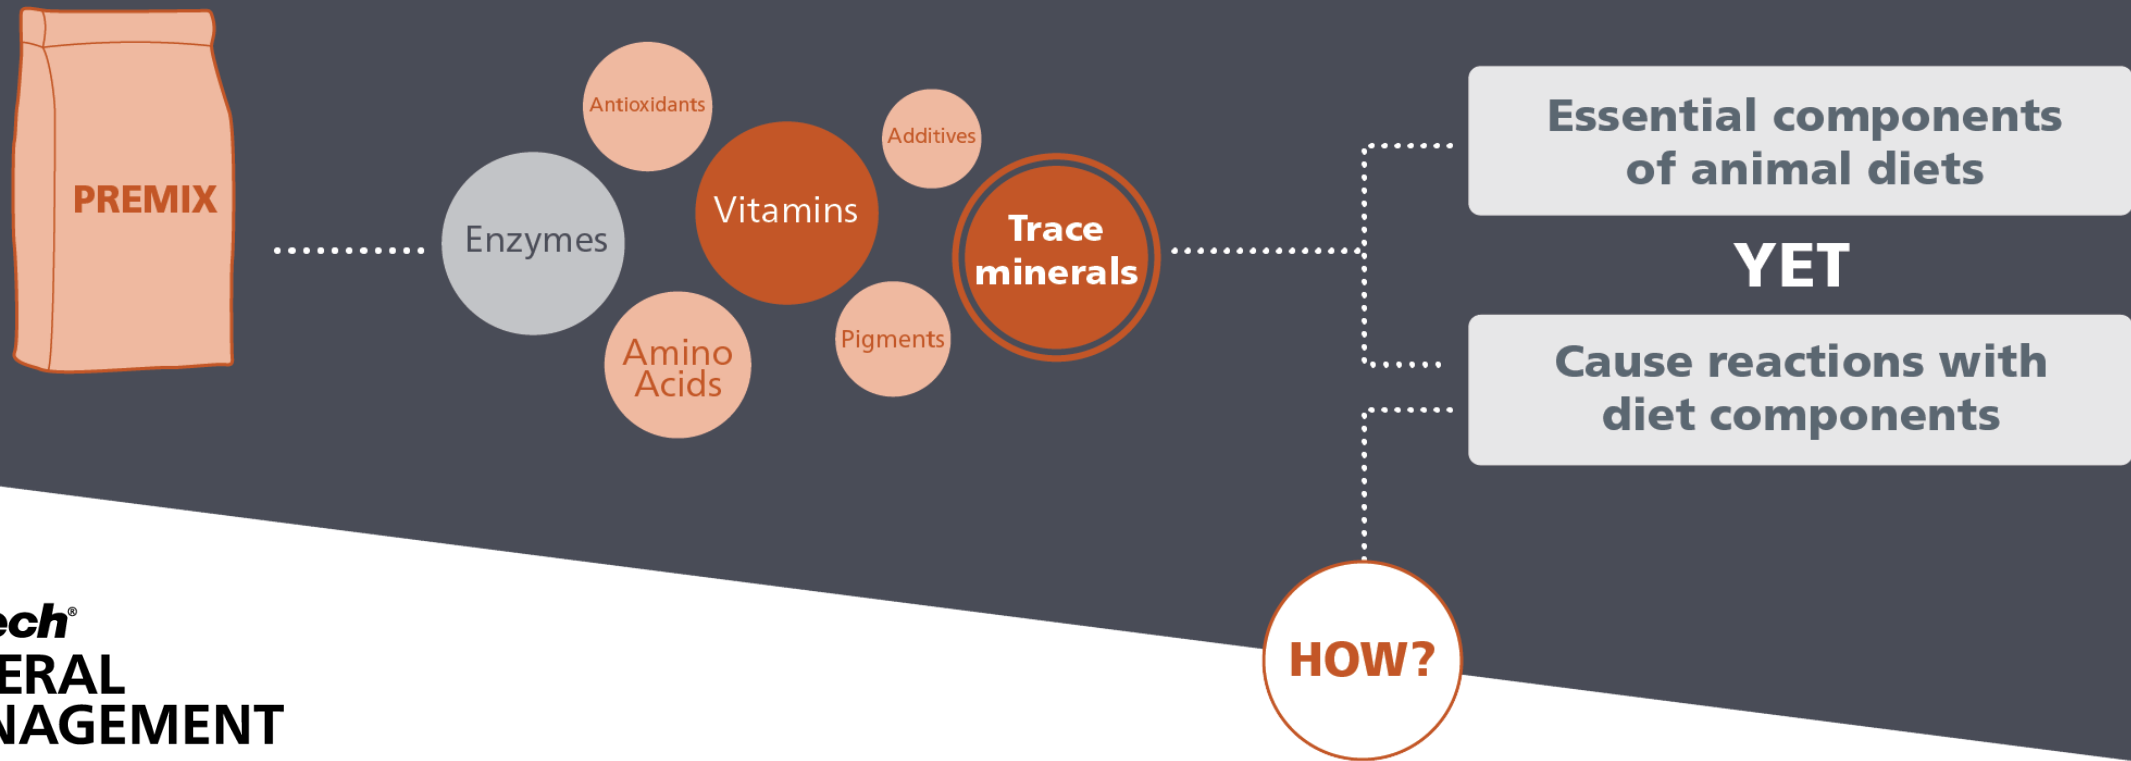 PREMIX
Antioxidants
Additives
Vitamins
Enzymes
Trace
minerals
Amino
Acids
Pigments
Essential components
of animal diets
YET
Cause reactions with
diet components
HOW?
ech®
ERAL
NAGEMENT